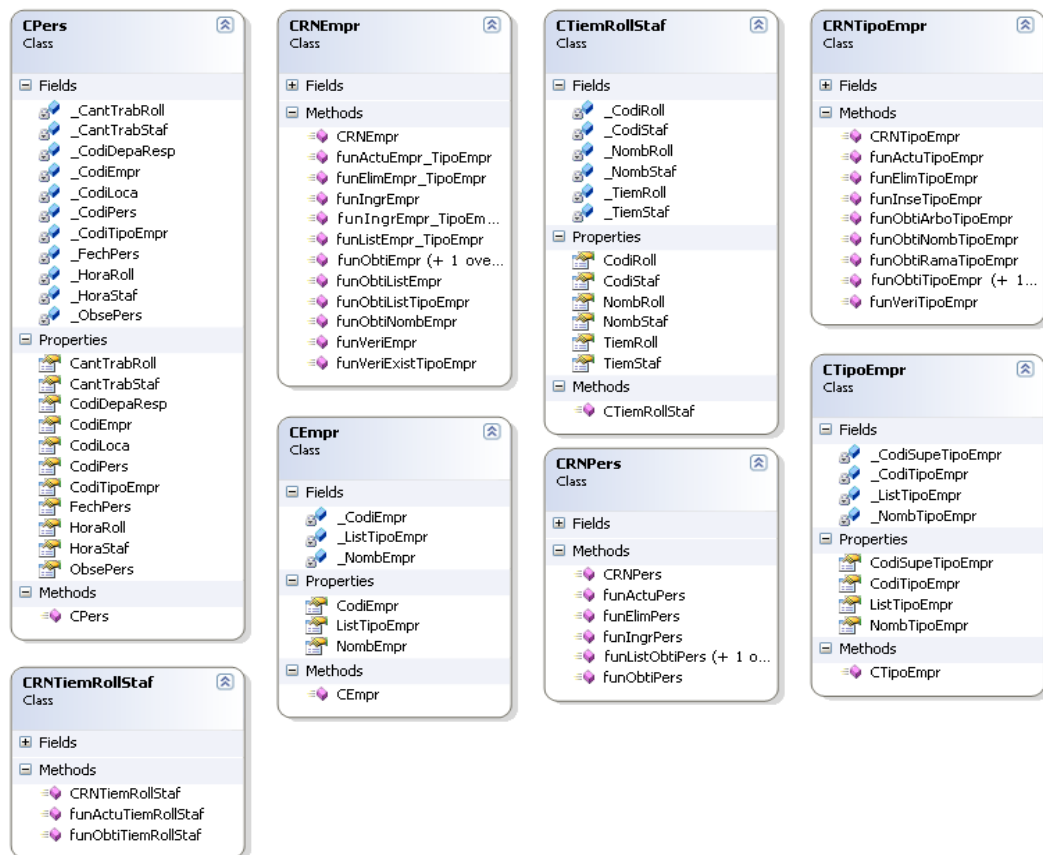 CPers
Class
Fields
_CantTrabRoll
_CantTrabStaf
_CodiDepaResp
_CodiEmpr
_CodiLoca
_CodiPers
_CodiTipoEmpr
_FechPers
_HoraRoll
_HoraStaf
_ObsePers
Properties
CantTrabRoll
CantTrabStaf
CodiDepaResp
CodiEmpr
CodiLoca
CodiPers
CodiTipoEmpr
FechPers
HoraRoll
HoraStaf
ObsePers
Methods
CPers
CRNTiemRollStaf
Class
Fields
Methods
CRNTiemRollStaf
funActuTiemRollStaf
funObtiTiemRollStaf
CRNEmpr
Class
Fields
Methods
CRNEmpr
funActuEmpr_TipoEmpr
funElimEmpr_TipoEmpr
funIngrEmpr
funIngrEmpr_TipoEm...
funListEmpr_TipoEmpr
funObtiEmpr (+ 1 ove...
funObtiListEmpr
funObtiListTipoEmpr
funObtiNombEmpr
funVeriEmpr
funVeriExistTipoEmpr
CEmpr
Class
Fields
_CodiEmpr
_ListTipoEmpr
_NombEmpr
Properties
CodiEmpr
ListTipoEmpr
NombEmpr
Methods
CEmpr
CTiemRollStaf
Class
Fields
_CodiRoll
_CodiStaf
_NombRoll
_NombStaf
_TiemRoll
_TiemStaf
Properties
CodiRoll
CodiStaf
NombRoll
NombStaf
TiemRoll
TiemStaf
Methods
CTiemRollStaf
CRNPers
Class
Fields
Methods
CRNPers
funActuPers
funElimPers
funIngrPers
funListObtiPers (+ 1 o...
funObtiPers
CRNTipoEmpr
Class
Fields
Methods
CRNTipoEmpr
funActuTipoEmpr
funElimTipoEmpr
funInseTipoEmpr
funObtiArboTipoEmpr
funObtiNombTipoEmpr
funObtiRamaTipoEmpr
funObtiTipoEmpr (+ 1...
funVeriTipoEmpr
CTipoEmpr
Class
Fields
_CodiSupeTipoEmpr
_CodiTipoEmpr
_ListTipoEmpr
_NombTipoEmpr
Properties
CodiSupeTipoEmpr
CodiTipoEmpr
ListTipoEmpr
NombTipoEmpr
Methods
CTipoEmpr